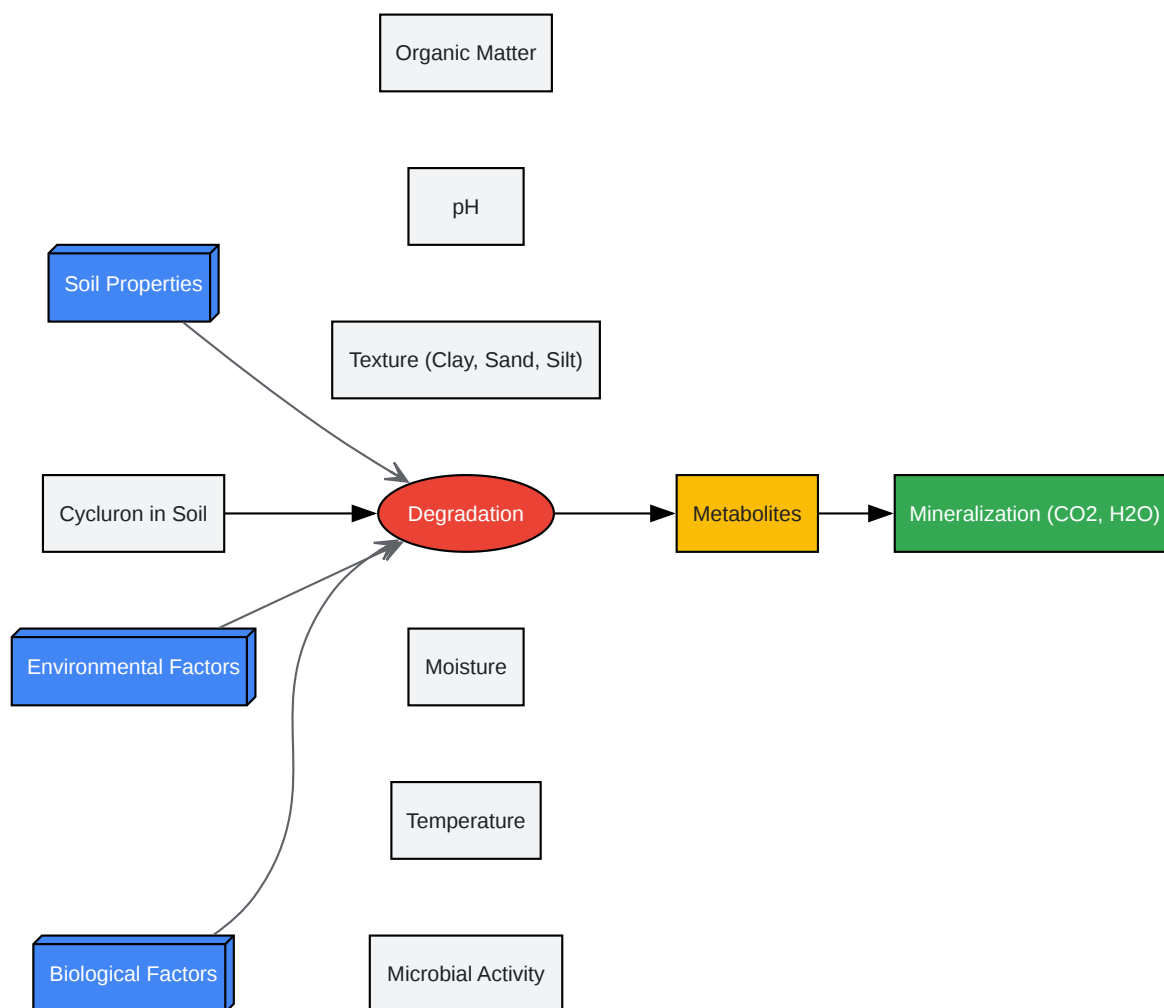 Organic Matter
pH
Soil Properties
Texture (Clay, Sand, Silt)
Cycluron in Soil
Degradation
Metabolites
Mineralization (CO2, H2O)
Environmental Factors
Moisture
Temperature
Biological Factors
Microbial Activity